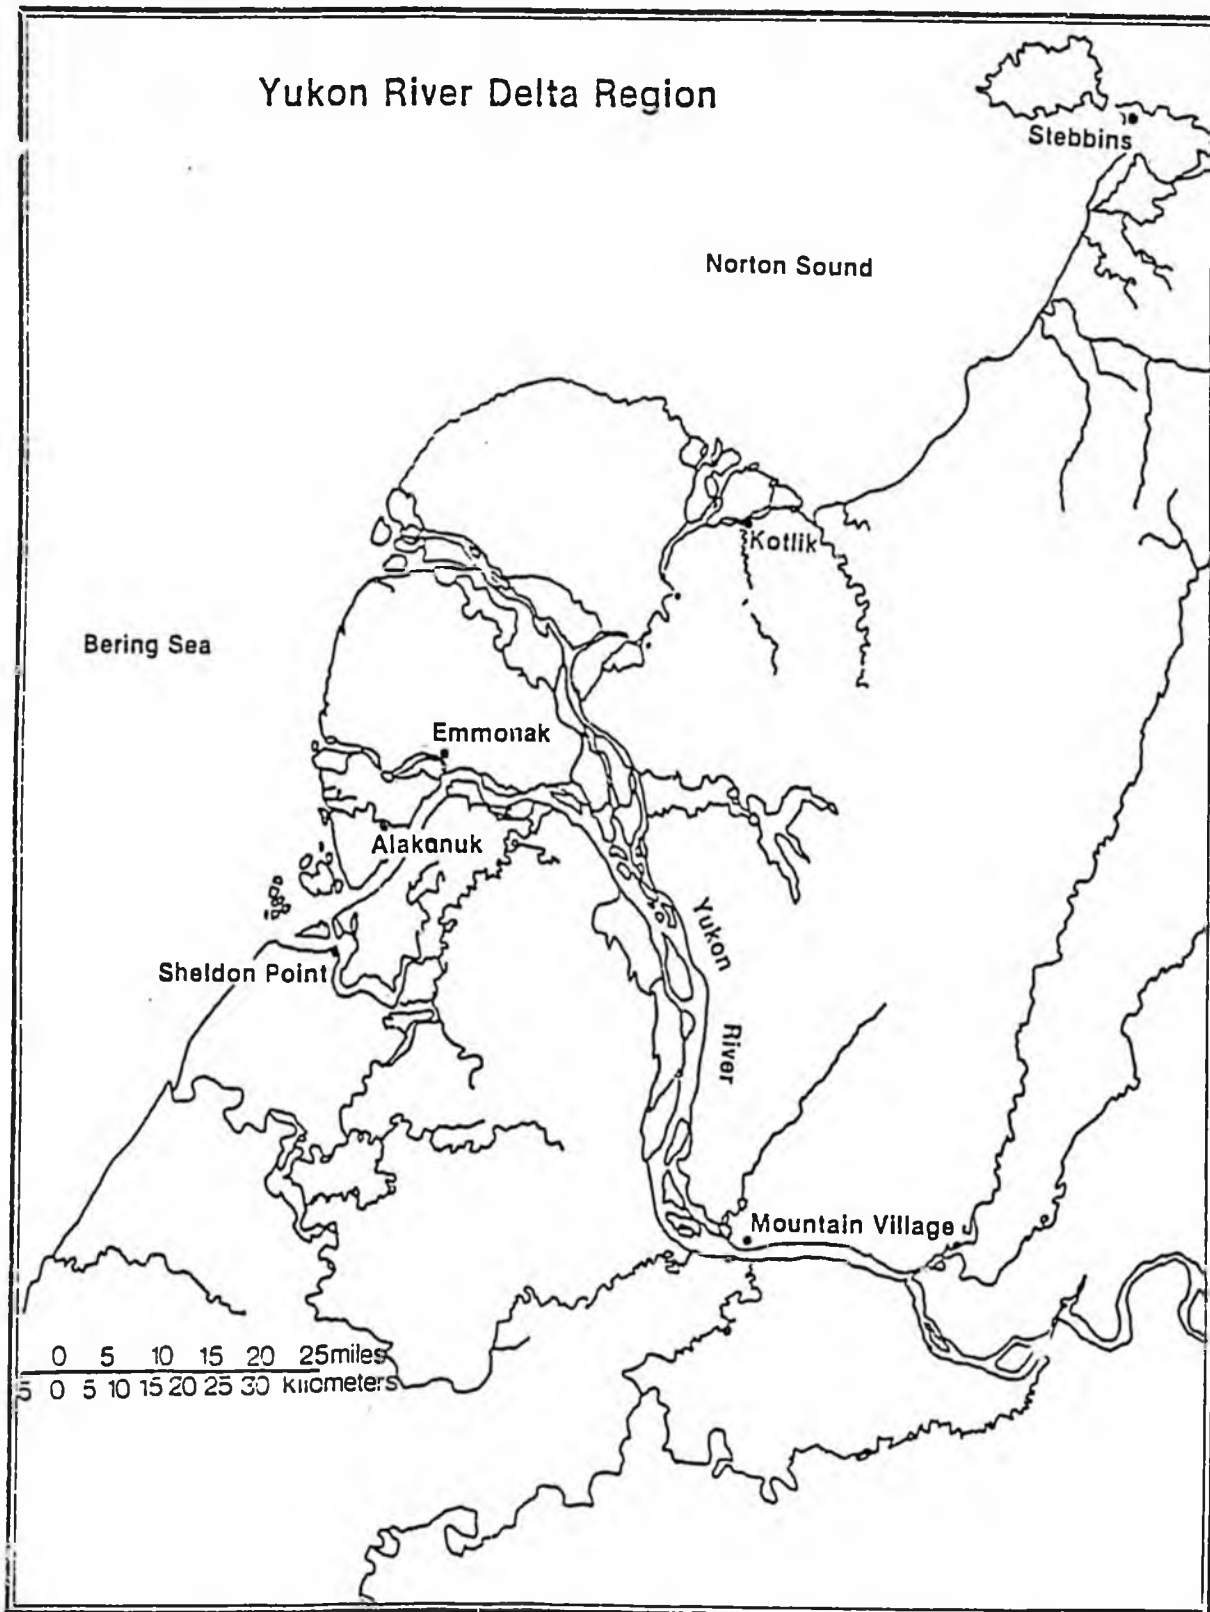 Yukon River Delta Region
Stebbins
Norton Sound
Kotlik
Bering Sea
Emmonak
Alakanuk
Yukon
Sheldon Point
River
Mountain Village
0 5 10 15 20 25miles
5 0 5 10 15 20 25 30 kilometers